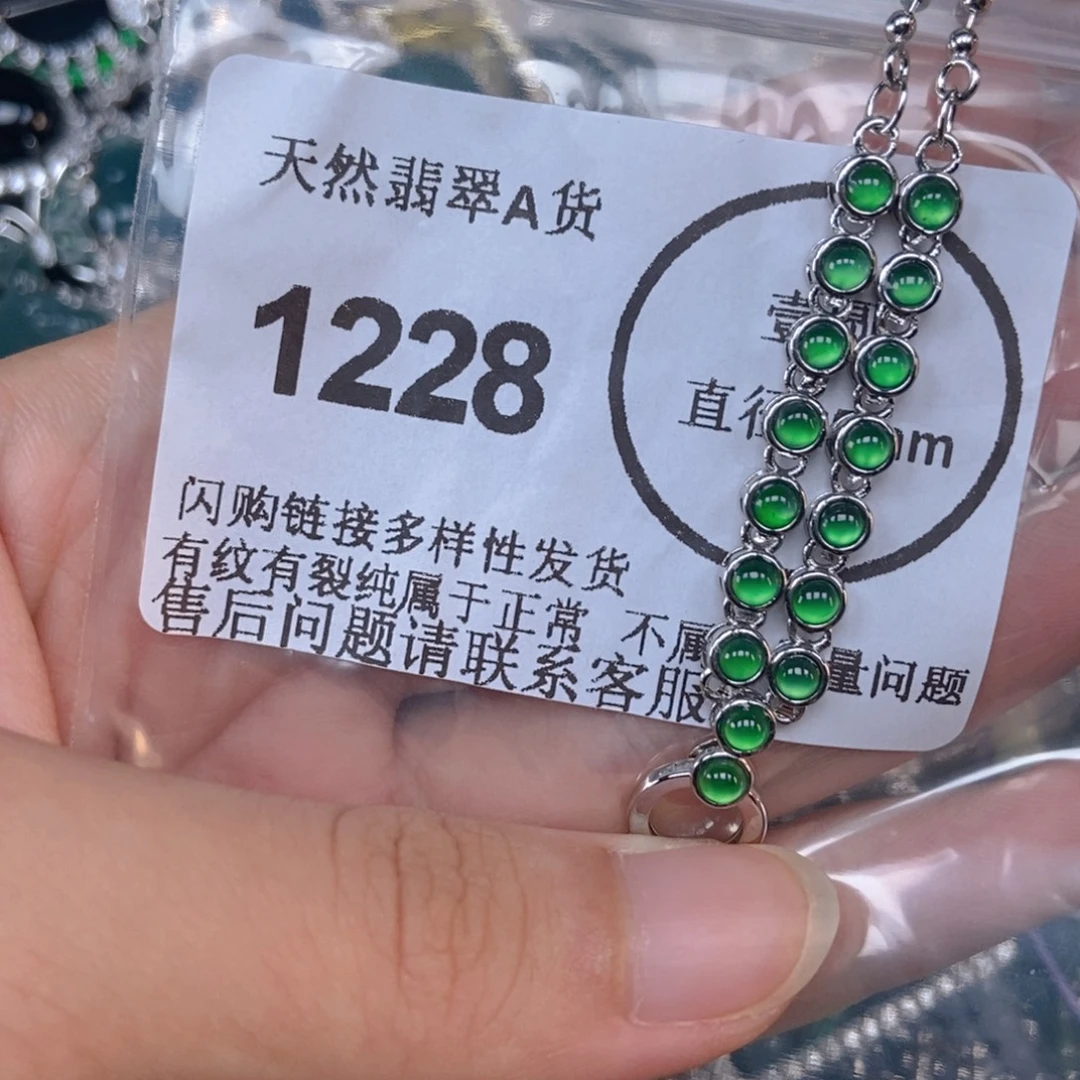 天然翡翠A货
1228
壹
直径 mm
闪购链接多样性发货
有纹有裂纯属于正常 不属 量问题
售后问题请联系客服